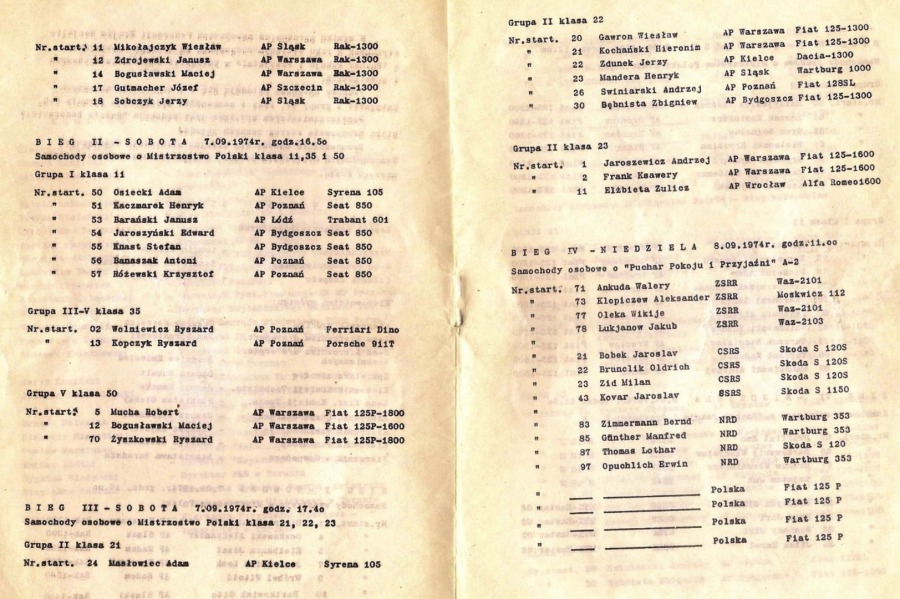 Nr.start. 11 Mikołajczyk Wiesław AP Śląsk Rak-1300
" 12 Zdrojewski Janusz AP Warszawa Rak-1300
" 14 Bogusławski Maciej AP Warszawa Rak-1300
" 17 Gutmacher Józef AP Szczecin Rak-1300
" 18 Sobczyk Jerzy AP Śląsk Rak-1300
BIEG II - SOBOTA 7.09.1974r. godz.16.5o
Samochody osobowe o Mistrzostwo Polski klasa 11,35 i 50
Grupa I klasa 11
Nr.start. 50 Osiecki Adam AP Kielce Syrena 105
" 51 Kaczmarek Henryk AP Poznań Seat 850
" 53 Barański Janusz AP Łódź Trabant 601
" 54 Jaroszyński Edward AP Bydgoszcz Seat 850
" 55 Knast Stefan AP Bydgoszcz Seat 850
" 56 Banaszak Antoni AP Poznań Seat 850
" 57 Różewski Krzysztof AP Poznań Seat 850
Grupa III-V klasa 35
Nr.start. 02 Wolniewicz Ryszard AP Poznań Ferriari Dino
" 13 Kopczyk Ryszard AP Poznań Porsche 911T
Grupa V klasa 50
Nr.start. 5 Mucha Robert AP Warszawa Fiat 125P-1800
" 12 Bogusławski Maciej AP Warszawa Fiat 125P-1600
" 70 Żyszkowski Ryszard AP Warszawa Fiat 125P-1800
BIEG III - SOBOTA 7.09.1974r. godz. 17.4o
Samochody osobowe o Mistrzostwo Polski klasa 21, 22, 23
Grupa II klasa 21
Nr.start. 24 Masłowiec Adam AP Kielce Syrena 105
Grupa II klasa 22
Nr.start. 20 Gawron Wiesław AP Warszawa Fiat 125-1300
" 21 Kochański Hieronim AP Warszawa Fiat 125-1300
" 22 Zdunek Jerzy AP Kielce Dacia-1300
" 23 Mandera Henryk AP Śląsk Wartburg 1000
" 26 Swiniarski Andrzej AP Poznań Fiat 128SL
" 30 Bębnista Zbigniew AP Bydgoszcz Fiat 125-1300
Grupa II klasa 23
Nr.start. 1 Jaroszewicz Andrzej AP Warszawa Fiat 125-1600
" 2 Frank Ksawery AP Warszawa Fiat 125-1600
" 11 Elżbieta Zulicz AP Wrocław Alfa Romeo1600
BIEG IV - NIEDZIELA 8.09.1974r. godz.11.oo
Samochody osobowe o "Puchar Pokoju i Przyjaźni" A-2
Nr.start. 71 Ankuda Walery ZSRR Waz-2101
" 73 Klopiczew Aleksander ZSRR Moskwicz 112
" 77 Oleka Wikije ZSRR Waz-2101
" 78 Lukjanow Jakub ZSRR Waz-2103
" 21 Bobek Jaroslav CSRS Skoda S 120S
" 22 Brunclik Oldrich CSRS Skoda S 120S
" 23 Zid Milan CSRS Skoda S 120S
" 43 Kovar Jaroslav CSRS Skoda S 1150
" 83 Zimmermann Bernd NRD Wartburg 353
" 85 Günther Manfred NRD Wartburg 353
" 87 Thomas Lothar NRD Skoda S 120
" 97 Opuohlich Erwin NRD Wartburg 353
" Polska Fiat 125 P
" Polska Fiat 125 P
" Polska Fiat 125 P
" Polska Fiat 125 P